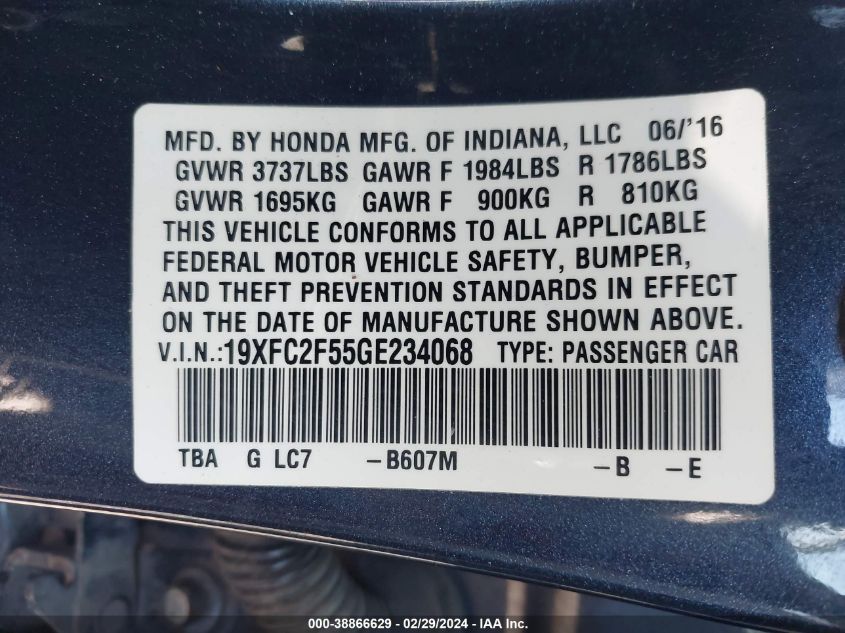 MFD. BY HONDA MFG. OF INDIANA, LLC 06/'16
GVWR 3737LBS GAWR F 1984LBS R 1786LBS
GVWR 1695KG GAWR F 900KG R 810KG
THIS VEHICLE CONFORMS TO ALL APPLICABLE
FEDERAL MOTOR VEHICLE SAFETY, BUMPER,
AND THEFT PREVENTION STANDARDS IN EFFECT
ON THE DATE OF MANUFACTURE SHOWN ABOVE.
V.I.N.:19XFC2F55GE234068 TYPE: PASSENGER CAR
TBA G LC7 -B607M -B -E
000-38866629 - 02/29/2024 - IAA Inc.